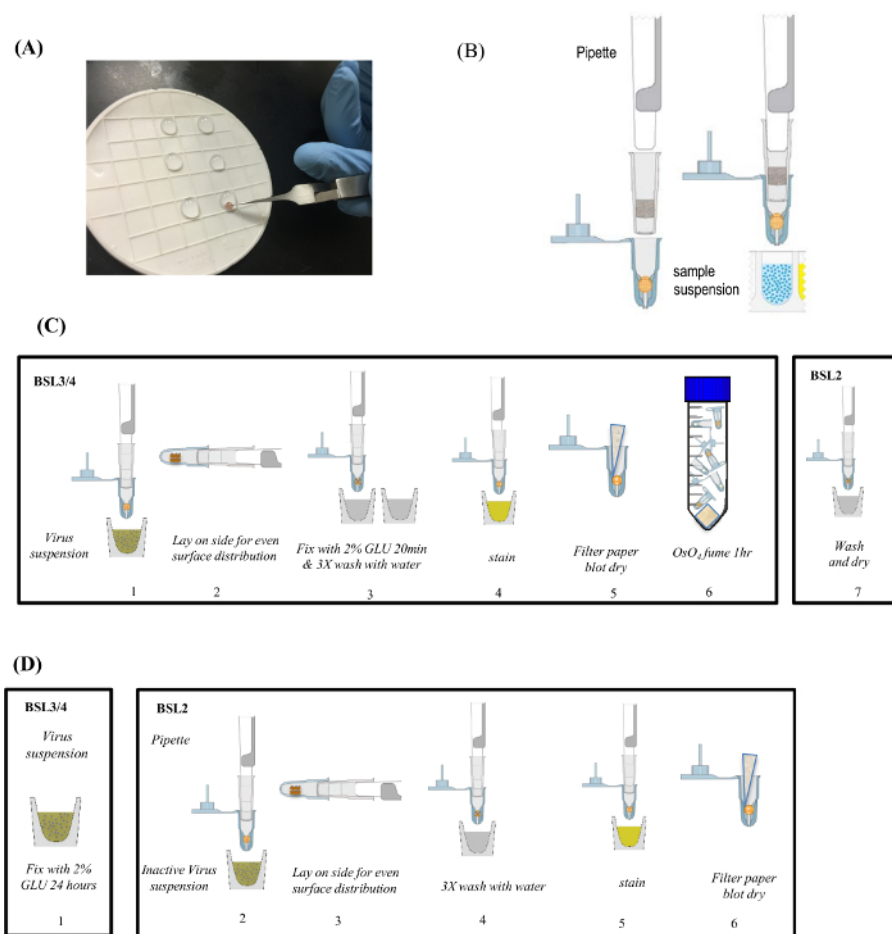 (A)
(B)
Pipette
sample
suspension
(C)
BSL3/4
Virus
suspension
1
Lay on side for even
surface distribution
2
Fix with 2% GLU 20min
& 3X wash with water
3
stain
4
Filter paper
blot dry
5
OsO4 fume 1hr
6
BSL2
Wash
and dry
7
(D)
BSL3/4
Virus
suspension
Fix with 2%
GLU 24 hours
1
BSL2
Pipette
Inactive Virus
suspension
2
Lay on side for even
surface distribution
3
3X wash with water
4
stain
5
Filter paper
blot dry
6